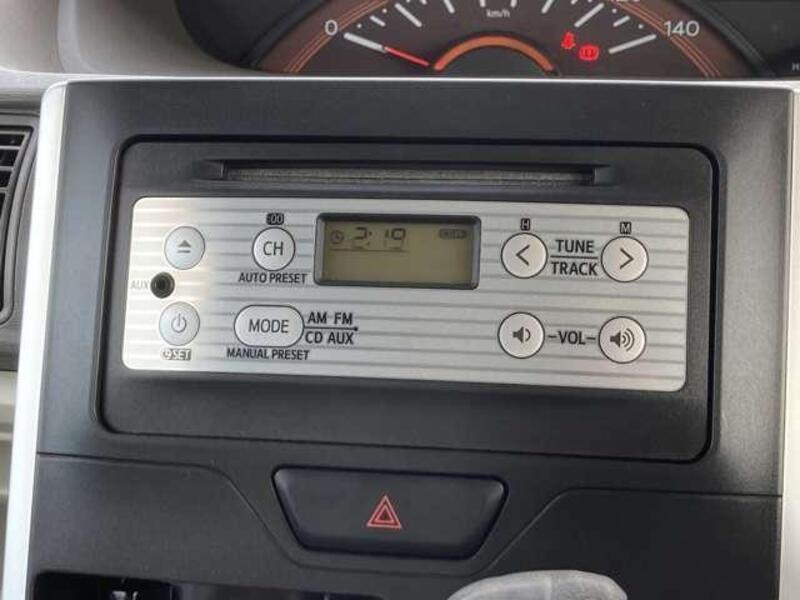 0 km/h 120 140
:00 H M
CH 2:19 TUNE
AUX AUTO PRESET TRACK
MODE AM FM
CD AUX VOL
SET MANUAL PRESET